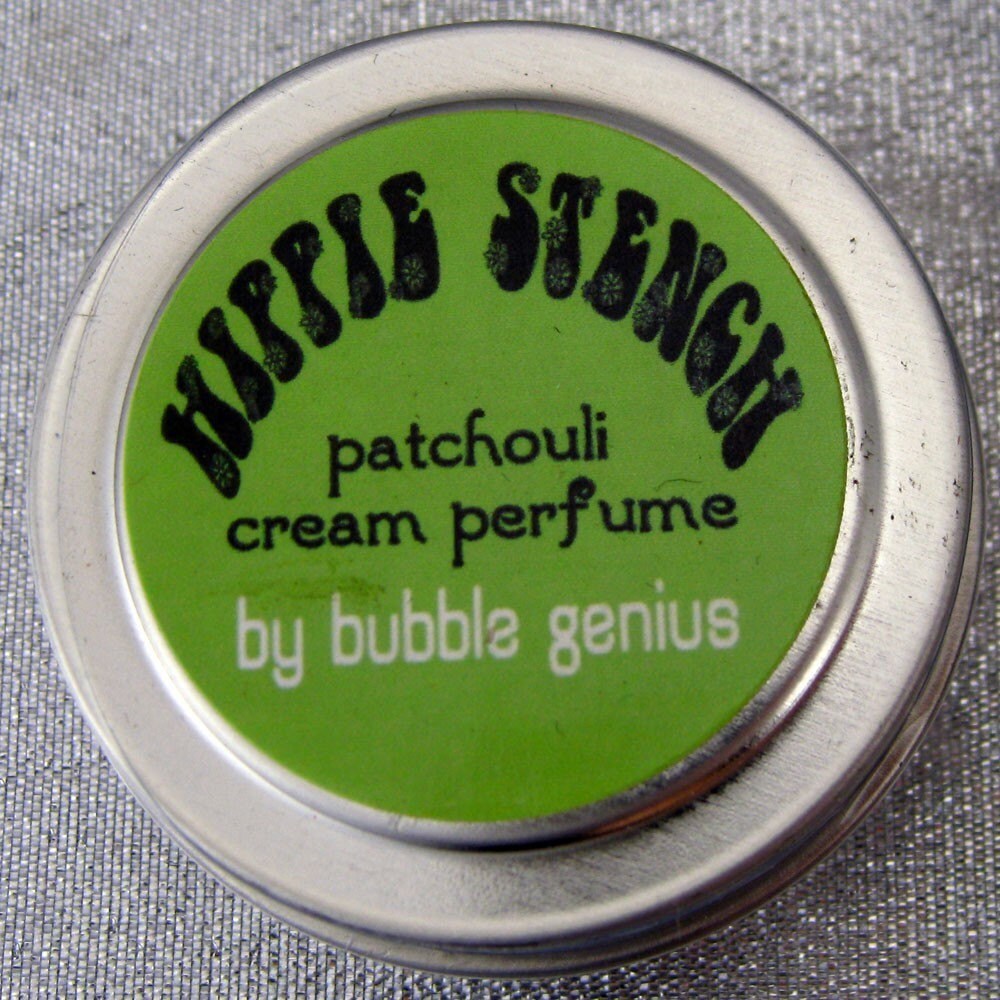 HIPPIE STENCH
patchouli
cream perfume
by bubble genius